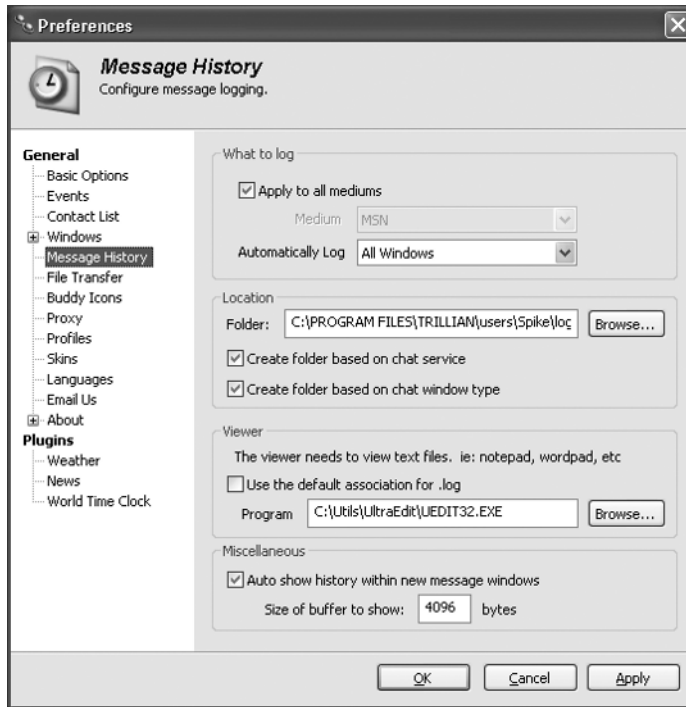 Preferences
Message History
Configure message logging.
General
Basic Options
Events
Contact List
Windows
Message History
File Transfer
Buddy Icons
Proxy
Profiles
Skins
Languages
Email Us
About
Plugins
Weather
News
World Time Clock
What to log
Apply to all mediums
Medium MSN
Automatically Log All Windows
Location
Folder: C:\PROGRAM FILES\TRILLIAN\users\Spike\log Browse...
Create folder based on chat service
Create folder based on chat window type
Viewer
The viewer needs to view text files. ie: notepad, wordpad, etc
Use the default association for .log
Program C:\Utils\UltraEdit\UEDIT32.EXE Browse...
Miscellaneous
Auto show history within new message windows
Size of buffer to show: 4096 bytes
OK Cancel Apply